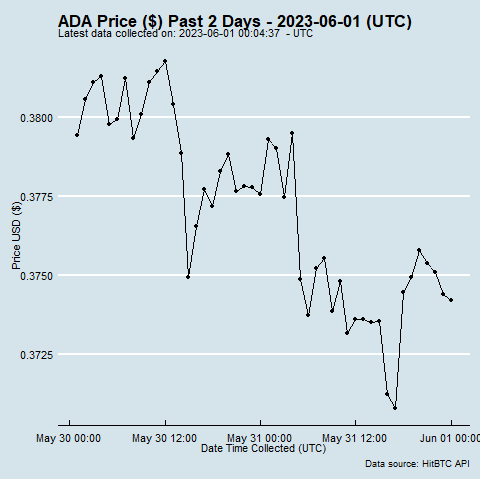 ADA Price ($) Past 2 Days - 2023-06-01 (UTC)
Latest data collected on: 2023-06-01 00:04:37  - UTC
0.3800
0.3775
0.3750
0.3725
Price USD ($)
May 30 00:00 May 30 12:00 May 31 00:00 May 31 12:00 Jun 01 00:00
Date Time Collected (UTC)
Data source: HitBTC API